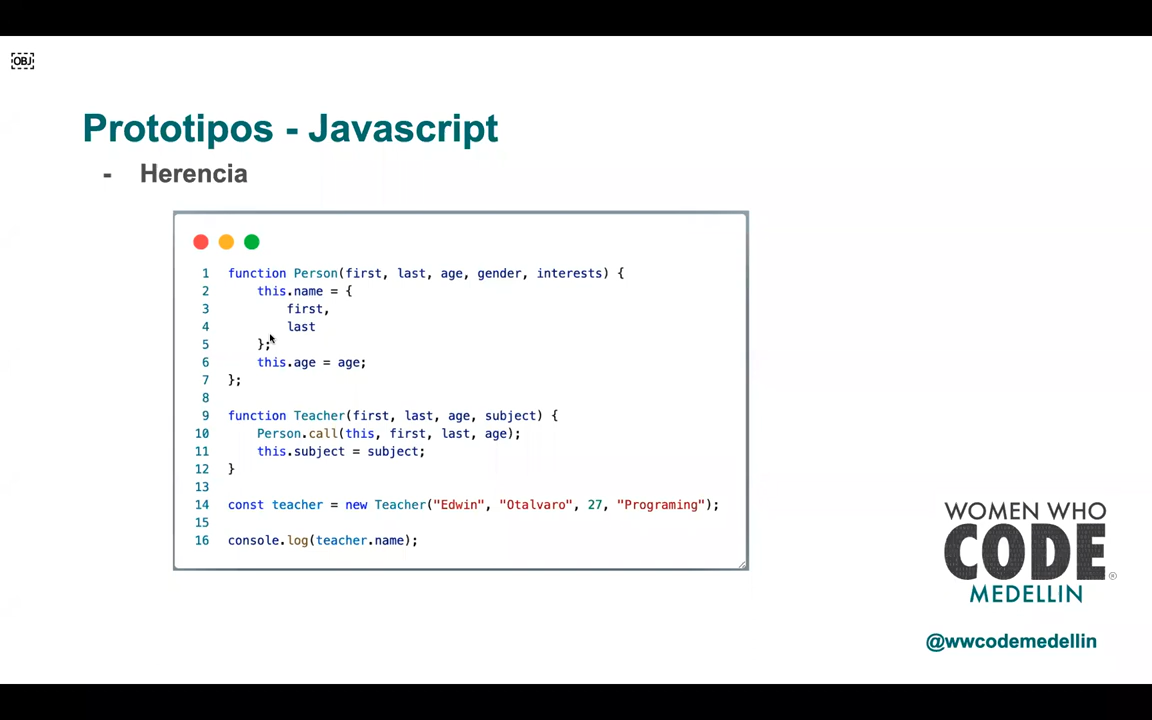 OBJ
Prototipos - Javascript
- Herencia
1 function Person(first, last, age, gender, interests) {
2 this.name = {
3 first,
4 last
5 };
6 this.age = age;
7 };
8
9 function Teacher(first, last, age, subject) {
10 Person.call(this, first, last, age);
11 this.subject = subject;
12 }
13
14 const teacher = new Teacher("Edwin", "Otalvaro", 27, "Programing");
15
16 console.log(teacher.name);
WOMEN WHO
CODE®
MEDELLIN
@wwcodemedellin